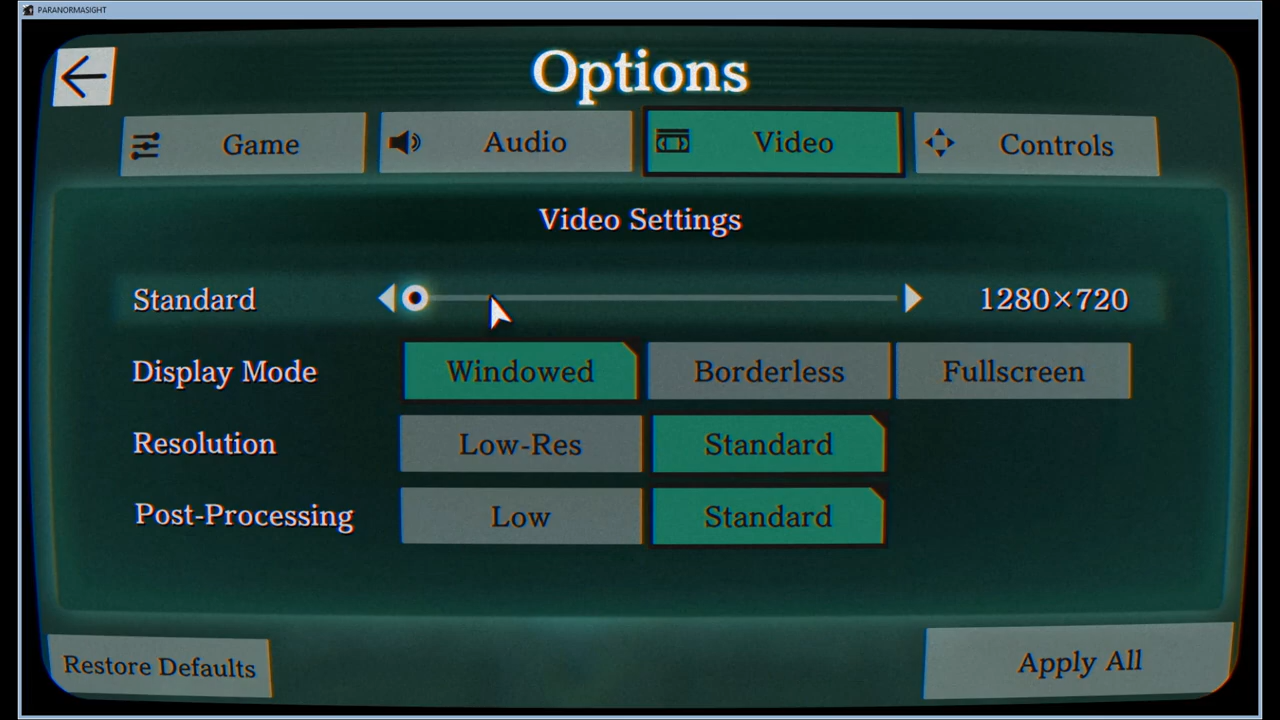 PARANORMASIGHT
Options
Game
Audio
Video
Controls
Video Settings
Standard
1280×720
Display Mode
Windowed
Borderless
Fullscreen
Resolution
Low-Res
Standard
Post-Processing
Low
Standard
Restore Defaults
Apply All